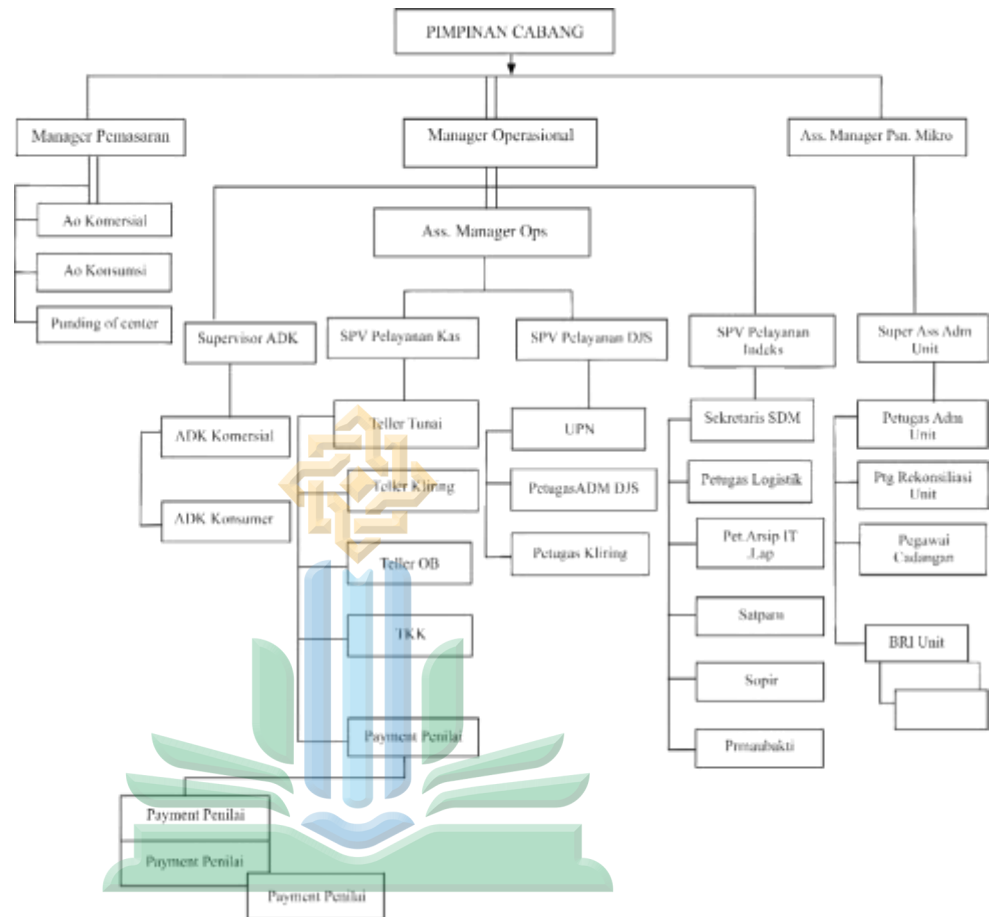 PIMPINAN CABANG
Manager Pemasaran
Manager Operasional
Ass. Manager Psn. Mikro
Ao Komersial
Ass. Manager Ops
Ao Konsumsi
Punding of center
Supervisor ADK
SPV Pelayanan Kas
SPV Pelayanan DJS
SPV Pelayanan
Indeks
Super Ass Adm
Unit
ADK Komersial
Teller Tunai
UPN
Sekretaris SDM
Petugas Adm
Unit
Teller Kliring
PetugasADM DJS
Petugas Logistik
Ptg Rekonsiliasi
Unit
ADK Konsumer
Teller OB
Petugas Kliring
Pet.Arsip IT
.Lap
Pegawai
Cadangan
TKK
Satpam
BRI Unit
Sopir
Payment Penilai
Payment Penilai
Payment Penilai
Payment Penilai